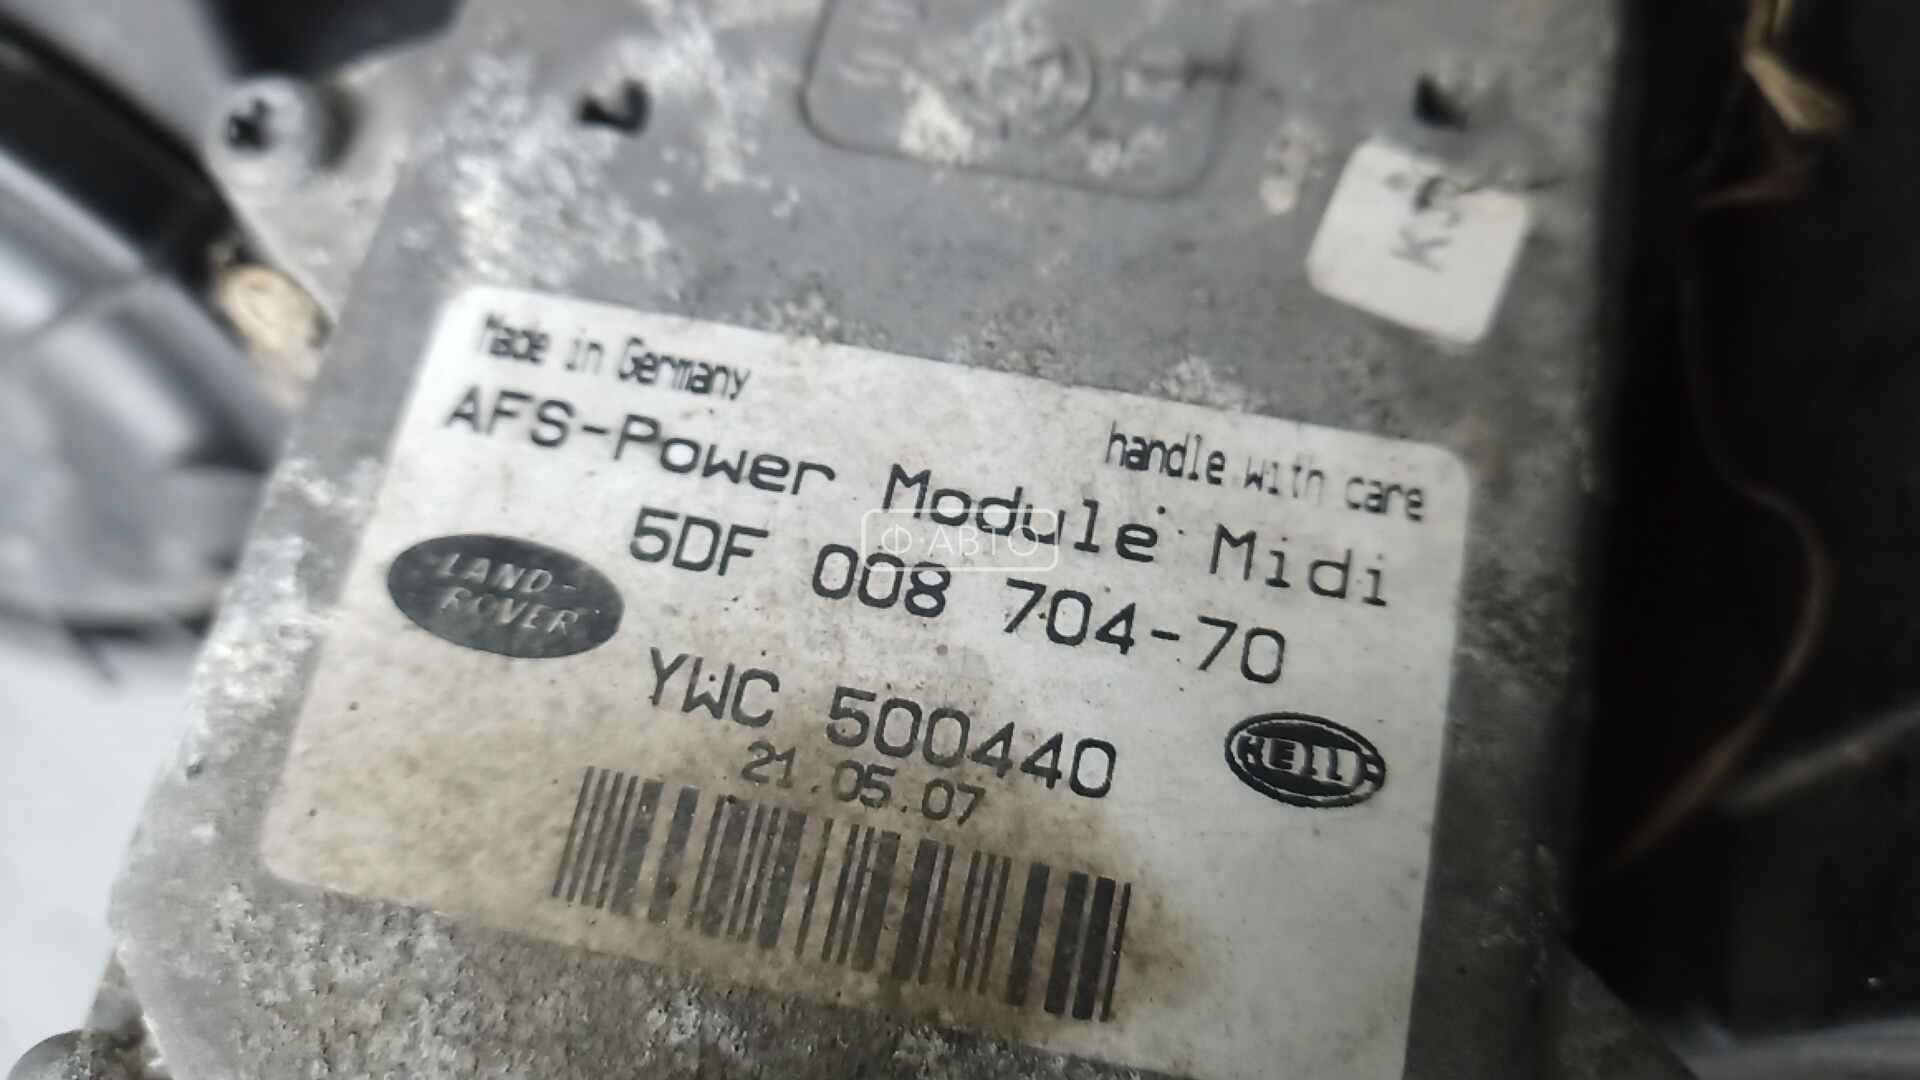 Made in Germany
handle with care
AFS-Power Module Midi
Ф·АВТО
5DF 008 704-70
LAND-
ROVER
YWC 500440
HELLA
21.05.07